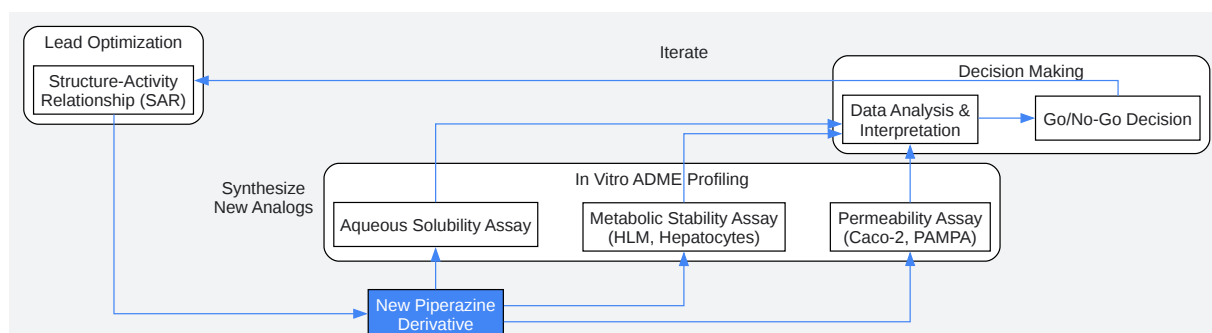 Lead Optimization
Structure-Activity
Relationship (SAR)
Iterate
Decision Making
Data Analysis &
Interpretation
Go/No-Go Decision
Synthesize
New Analogs
In Vitro ADME Profiling
Aqueous Solubility Assay
Metabolic Stability Assay
(HLM, Hepatocytes)
Permeability Assay
(Caco-2, PAMPA)
New Piperazine
Derivative